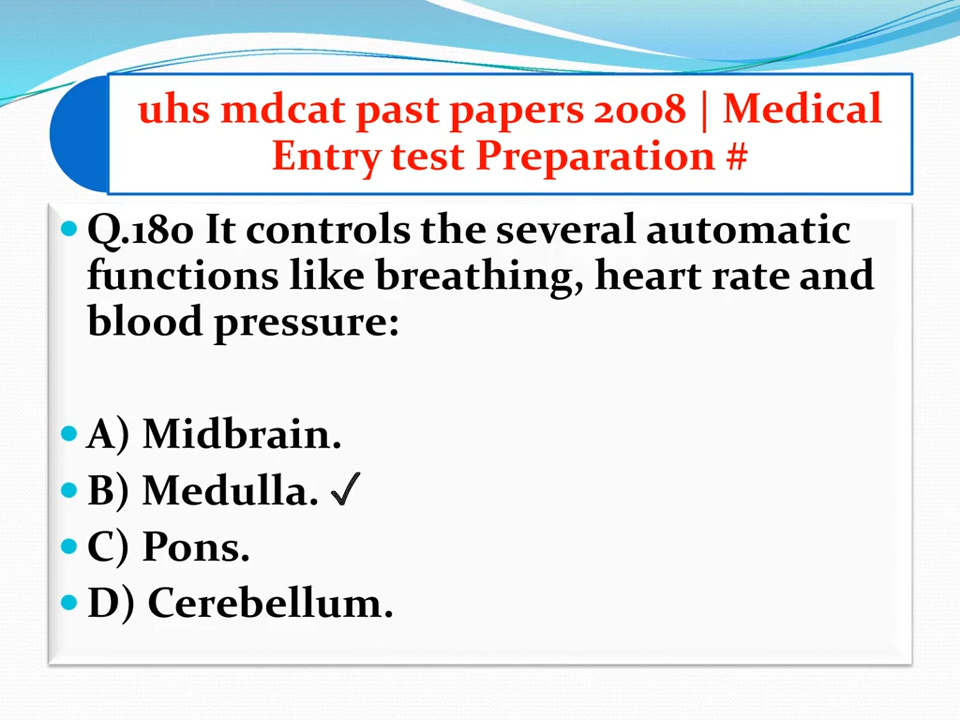 uhs mdcat past papers 2008 | Medical
Entry test Preparation #
• Q.180 It controls the several automatic
functions like breathing, heart rate and
blood pressure:
• A) Midbrain.
• B) Medulla. ✓
• C) Pons.
• D) Cerebellum.